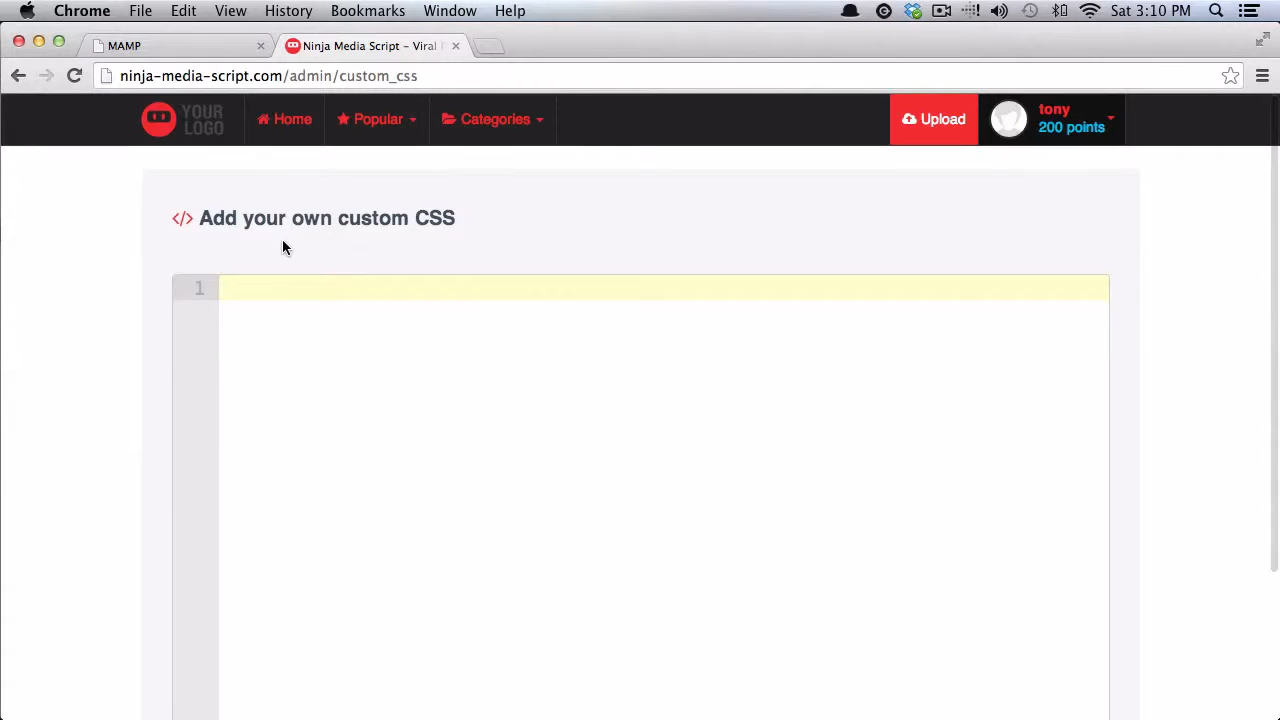 Chrome File Edit View History Bookmarks Window Help Sat 3:10 PM
MAMP Ninja Media Script – Viral
ninja-media-script.com/admin/custom_css
YOUR LOGO
Home Popular Categories Upload tony
200 points
</> Add your own custom CSS
1